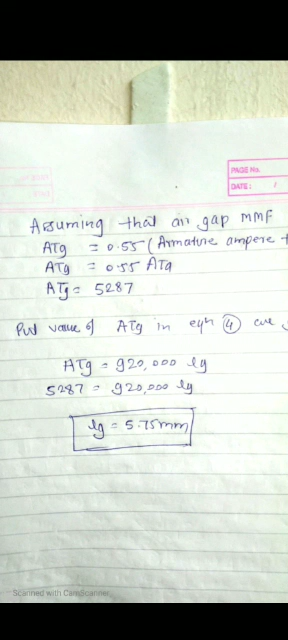 PAGE No.
DATE: /
Assuming that air gap MMF
ATg = 0.55 (Armature ampere t
ATg = 0.55 ATa
ATg = 5287
Put value of ATg in eqn ④ we
ATg = 920,000 lg
5287 = 920,000 lg
lg = 5.75mm
Scanned with CamScanner